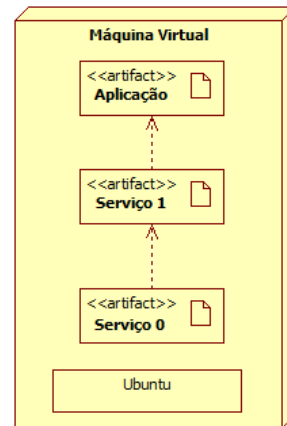 Máquina Virtual
<<artifact>>
Aplicação
<<artifact>>
Serviço 1
<<artifact>>
Serviço 0
Ubuntu